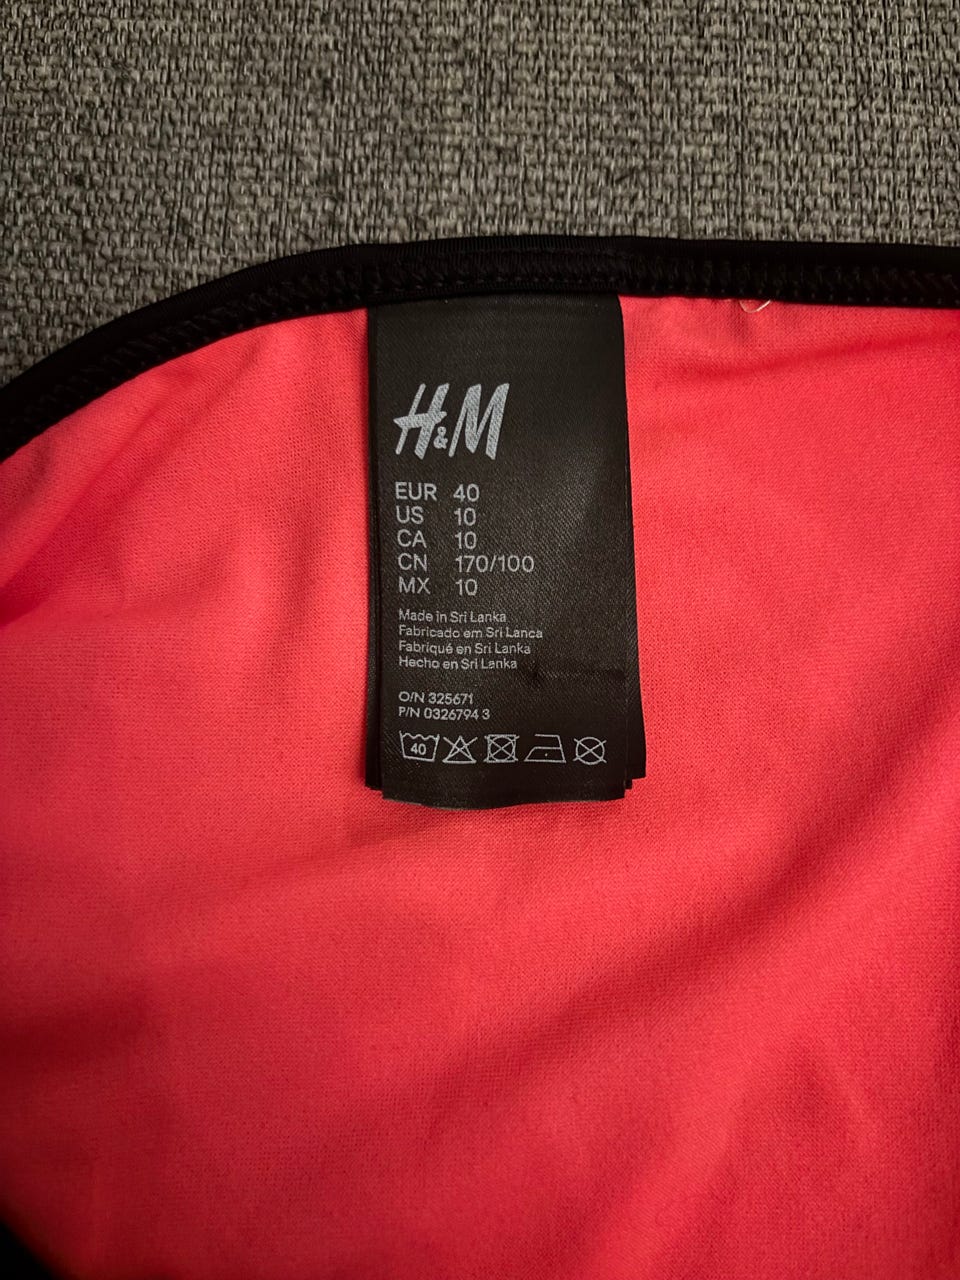 H&M
EUR 40
US 10
CA 10
CN 170/100
MX 10
Made in Sri Lanka
Fabricado em Sri Lanca
Fabriqué en Sri Lanka
Hecho en Sri Lanka
O/N 325671
P/N 0326794 3
40